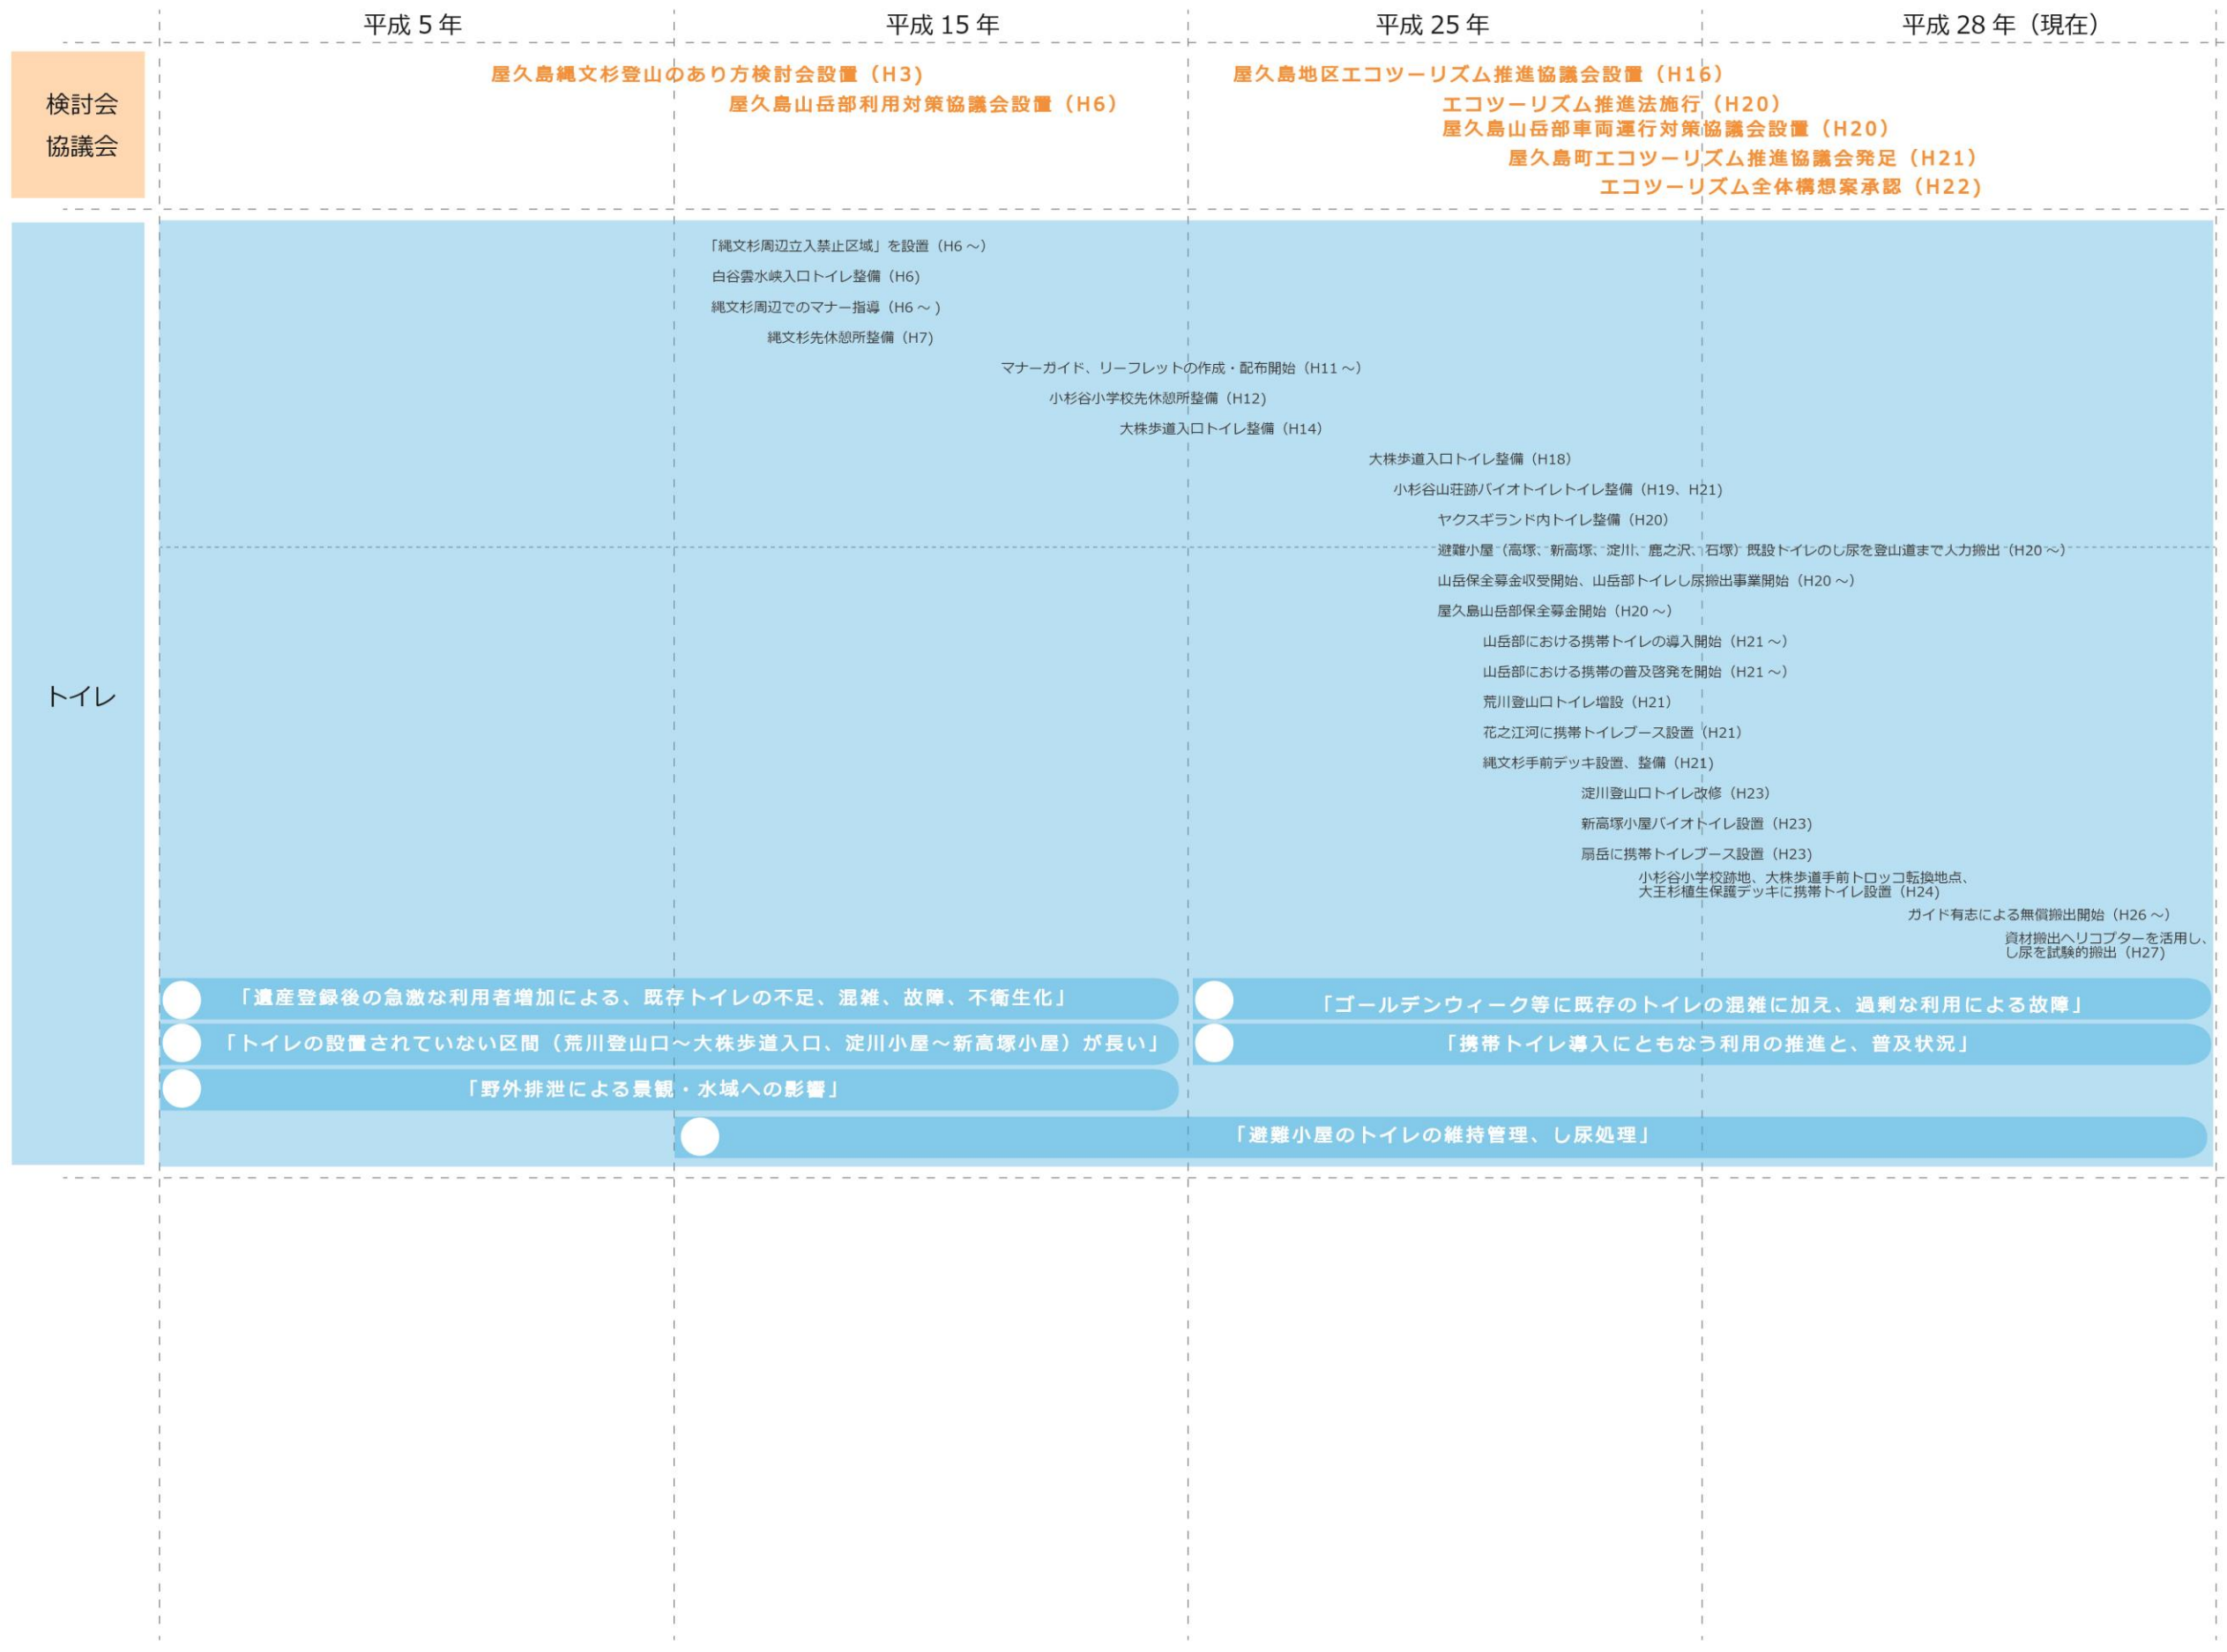 平成 5 年
平成 15 年
平成 25 年
平成 28 年（現在）
検討会
協議会
屋久島縄文杉登山のあり方検討会設置（H3）
屋久島山岳部利用対策協議会設置（H6）
屋久島地区エコツーリズム推進協議会設置（H16）
エコツーリズム推進法施行（H20）
屋久島山岳部車両運行対策協議会設置（H20）
屋久島町エコツーリズム推進協議会発足（H21）
エコツーリズム全体構想案承認（H22）
トイレ
「縄文杉周辺立入禁止区域」を設置（H6 ～）
白谷雲水峡入口トイレ整備（H6）
縄文杉周辺でのマナー指導（H6 ～ ）
縄文杉先休憩所整備（H7）
マナーガイド、リーフレットの作成・配布開始（H11 ～）
小杉谷小学校先休憩所整備（H12）
大株歩道入口トイレ整備（H14）
大株歩道入口トイレ整備（H18）
小杉谷山荘跡バイオトイレトイレ整備（H19、H21）
ヤクスギランド内トイレ整備（H20）
避難小屋（高塚、新高塚、淀川、鹿之沢、石塚）既設トイレのし尿を登山道まで人力搬出（H20 ～）
山岳保全募金収受開始、山岳部トイレし尿搬出事業開始（H20 ～）
屋久島山岳部保全募金開始（H20 ～）
山岳部における携帯トイレの導入開始（H21 ～）
山岳部における携帯の普及啓発を開始（H21 ～）
荒川登山口トイレ増設（H21）
花之江河に携帯トイレブース設置（H21）
縄文杉手前デッキ設置、整備（H21）
淀川登山口トイレ改修（H23）
新高塚小屋バイオトイレ設置（H23）
扇岳に携帯トイレブース設置（H23）
小杉谷小学校跡地、大株歩道手前トロッコ転換地点、
大王杉植生保護デッキに携帯トイレ設置（H24）
ガイド有志による無償搬出開始（H26 ～）
資材搬出ヘリコプターを活用し、
し尿を試験的搬出（H27）
「遺産登録後の急激な利用者増加による、既存トイレの不足、混雑、故障、不衛生化」
「ゴールデンウィーク等に既存のトイレの混雑に加え、過剰な利用による故障」
「トイレの設置されていない区間（荒川登山口～大株歩道入口、淀川小屋～新高塚小屋）が長い」
「携帯トイレ導入にともなう利用の推進と、普及状況」
「野外排泄による景観・水域への影響」
「避難小屋のトイレの維持管理、し尿処理」